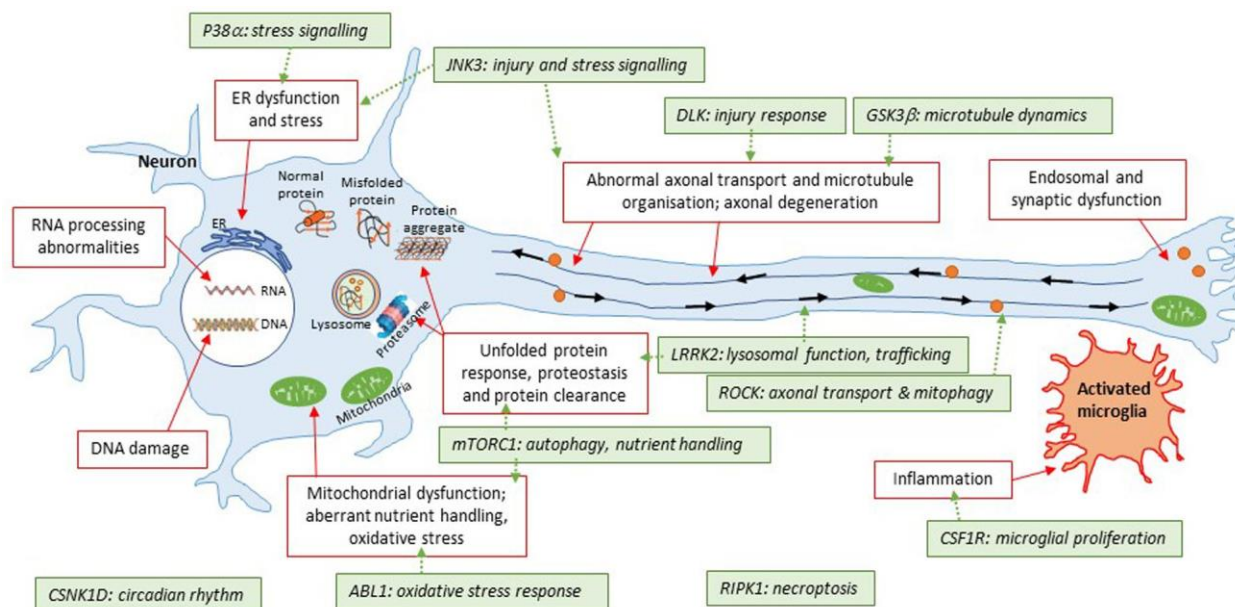 P38α: stress signalling
JNK3: injury and stress signalling
ER dysfunction
and stress
DLK: injury response
GSK3β: microtubule dynamics
Neuron
Normal
protein
Misfolded
protein
Protein
aggregate
Abnormal axonal transport and microtubule
organisation; axonal degeneration
Endosomal and
synaptic dysfunction
RNA processing
abnormalities
ER
RNA
DNA
Lysosome
Proteasome
Mitochondria
Unfolded protein
response, proteostasis
and protein clearance
LRRK2: lysosomal function, trafficking
ROCK: axonal transport & mitophagy
Activated
microglia
DNA damage
mTORC1: autophagy, nutrient handling
Mitochondrial dysfunction;
aberrant nutrient handling,
oxidative stress
Inflammation
CSF1R: microglial proliferation
CSNK1D: circadian rhythm
ABL1: oxidative stress response
RIPK1: necroptosis